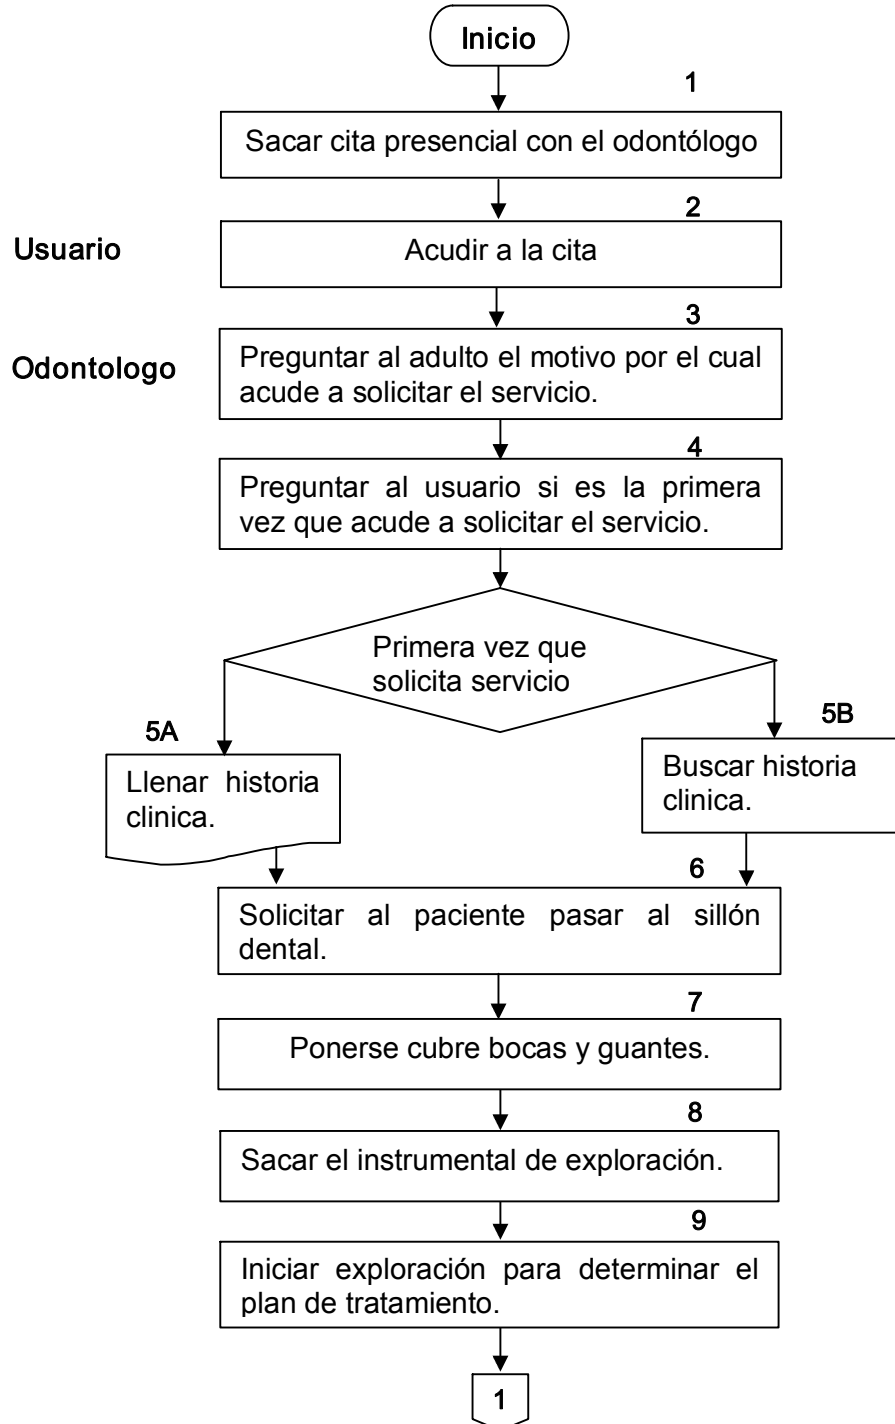 Inicio
1
Sacar cita presencial con el odontólogo
2
Usuario
Acudir a la cita
3
Odontologo
Preguntar al adulto el motivo por el cual
acude a solicitar el servicio.
4
Preguntar al usuario si es la primera
vez que acude a solicitar el servicio.
Primera vez que
solicita servicio
5A
Llenar historia
clinica.
5B
Buscar historia
clinica.
6
Solicitar al paciente pasar al sillón
dental.
7
Ponerse cubre bocas y guantes.
8
Sacar el instrumental de exploración.
9
Iniciar exploración para determinar el
plan de tratamiento.
1